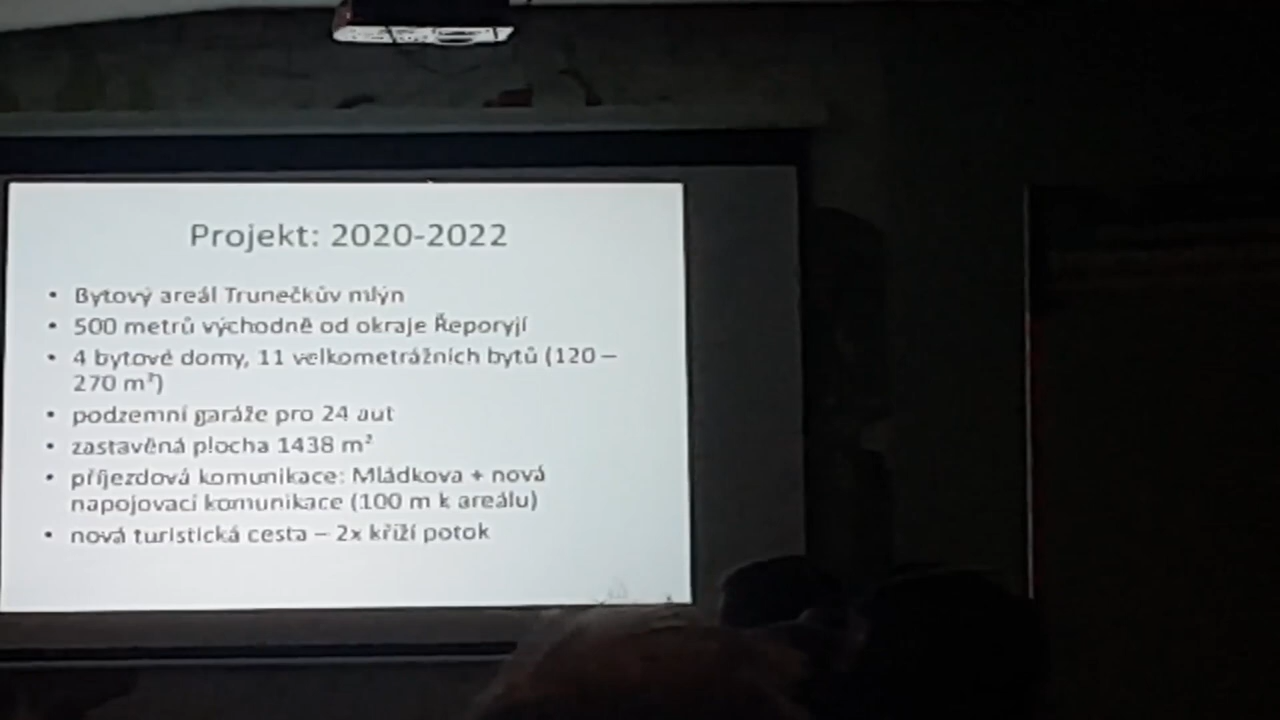 Projekt: 2020-2022
• Bytový areál Trunečkův mlýn
• 500 metrů východně od okraje Řeporyjí
• 4 bytové domy, 11 velkometrážních bytů (120 –
270 m²)
• podzemní garáže pro 24 aut
• zastavěná plocha 1438 m²
• příjezdová komunikace: Mládkova + nová
napojovací komunikace (100 m k areálu)
• nová turistická cesta – 2x kříží potok